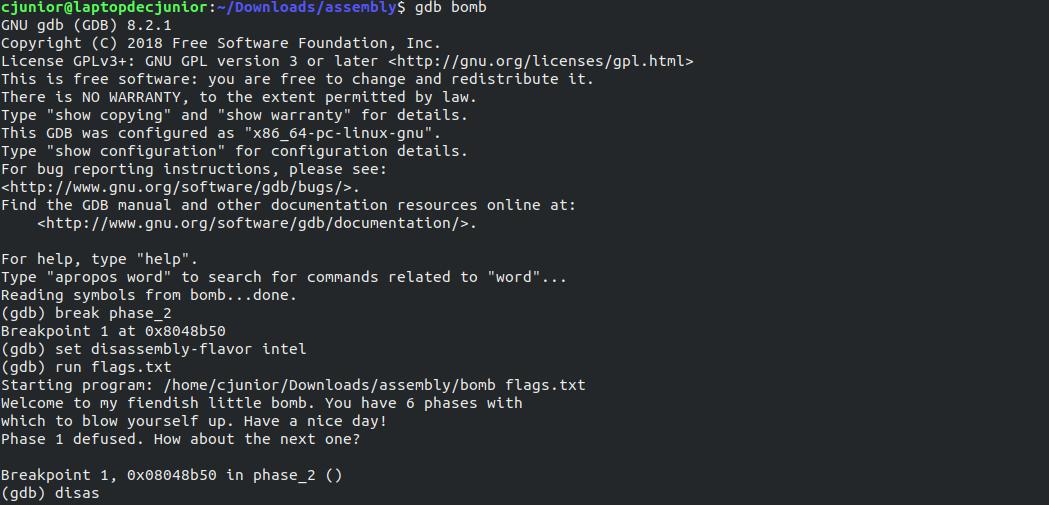 cjunior@laptopdecjunior:~/Downloads/assembly$ gdb bomb
GNU gdb (GDB) 8.2.1
Copyright (C) 2018 Free Software Foundation, Inc.
License GPLv3+: GNU GPL version 3 or later <http://gnu.org/licenses/gpl.html>
This is free software: you are free to change and redistribute it.
There is NO WARRANTY, to the extent permitted by law.
Type "show copying" and "show warranty" for details.
This GDB was configured as "x86_64-pc-linux-gnu".
Type "show configuration" for configuration details.
For bug reporting instructions, please see:
<http://www.gnu.org/software/gdb/bugs/>.
Find the GDB manual and other documentation resources online at:
    <http://www.gnu.org/software/gdb/documentation/>.

For help, type "help".
Type "apropos word" to search for commands related to "word"...
Reading symbols from bomb...done.
(gdb) break phase_2
Breakpoint 1 at 0x8048b50
(gdb) set disassembly-flavor intel
(gdb) run flags.txt
Starting program: /home/cjunior/Downloads/assembly/bomb flags.txt
Welcome to my fiendish little bomb. You have 6 phases with
which to blow yourself up. Have a nice day!
Phase 1 defused. How about the next one?

Breakpoint 1, 0x08048b50 in phase_2 ()
(gdb) disas